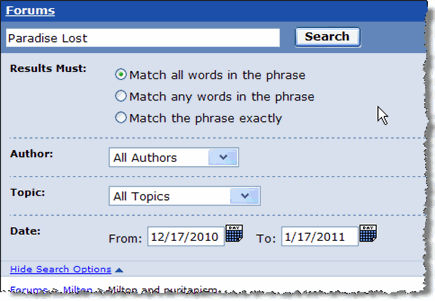 Forums
Paradise Lost Search
Results Must: Match all words in the phrase
Match any words in the phrase
Match the phrase exactly
Author: All Authors
Topic: All Topics
Date: From: 12/17/2010 To: 1/17/2011
Hide Search Options
Forums > Milton > Milton and puritanism